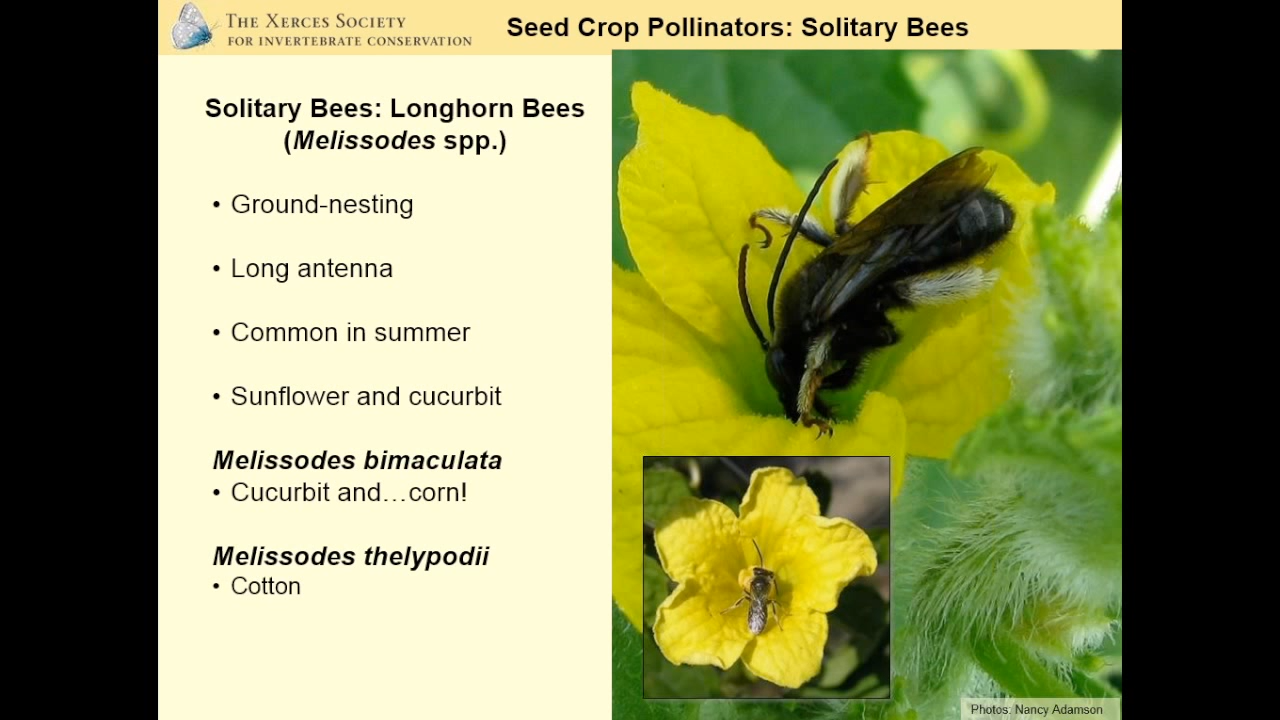 THE XERCES SOCIETY
FOR INVERTEBRATE CONSERVATION
Seed Crop Pollinators: Solitary Bees
Solitary Bees: Longhorn Bees
(Melissodes spp.)
• Ground-nesting
• Long antenna
• Common in summer
• Sunflower and cucurbit
Melissodes bimaculata
• Cucurbit and…corn!
Melissodes thelypodii
• Cotton
Photos: Nancy Adamson